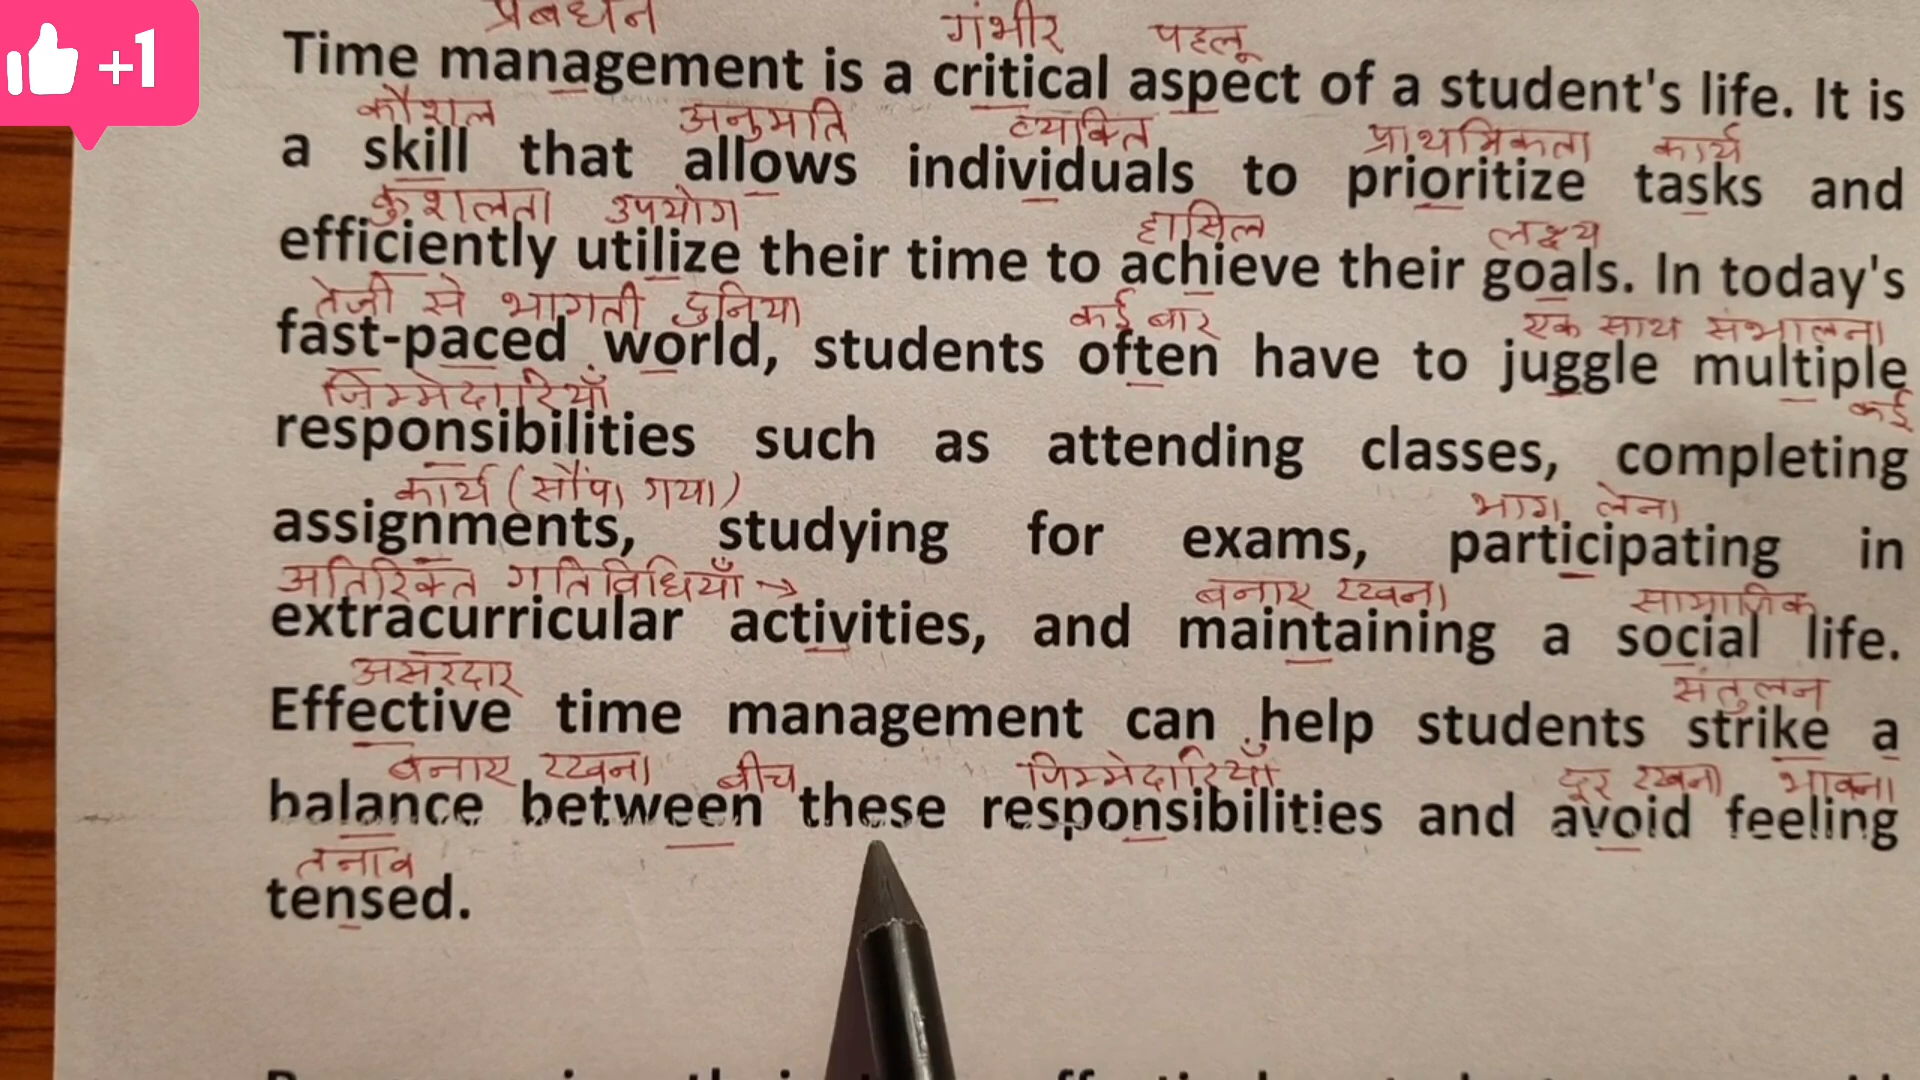 +1
प्रबंधन गंभीर पहलू
Time management is a critical aspect of a student's life. It is
कौशल अनुमति व्यक्ति प्राथमिकता कार्य
a skill that allows individuals to prioritize tasks and
कुशलता उपयोग हासिल लक्ष्य
efficiently utilize their time to achieve their goals. In today's
तेजी से भागती दुनिया कई बार एक साथ संभालना
fast-paced world, students often have to juggle multiple
जिम्मेदारियाँ कई
responsibilities such as attending classes, completing
कार्य (सौंपा गया) भाग लेना
assignments, studying for exams, participating in
अतिरिक्त गतिविधियाँ → बनाए रखना सामाजिक
extracurricular activities, and maintaining a social life.
असरदार संतुलन
Effective time management can help students strike a
बनाए रखना बीच जिम्मेदारियाँ दूर रखना भावना
balance between these responsibilities and avoid feeling
तनाव
tensed.